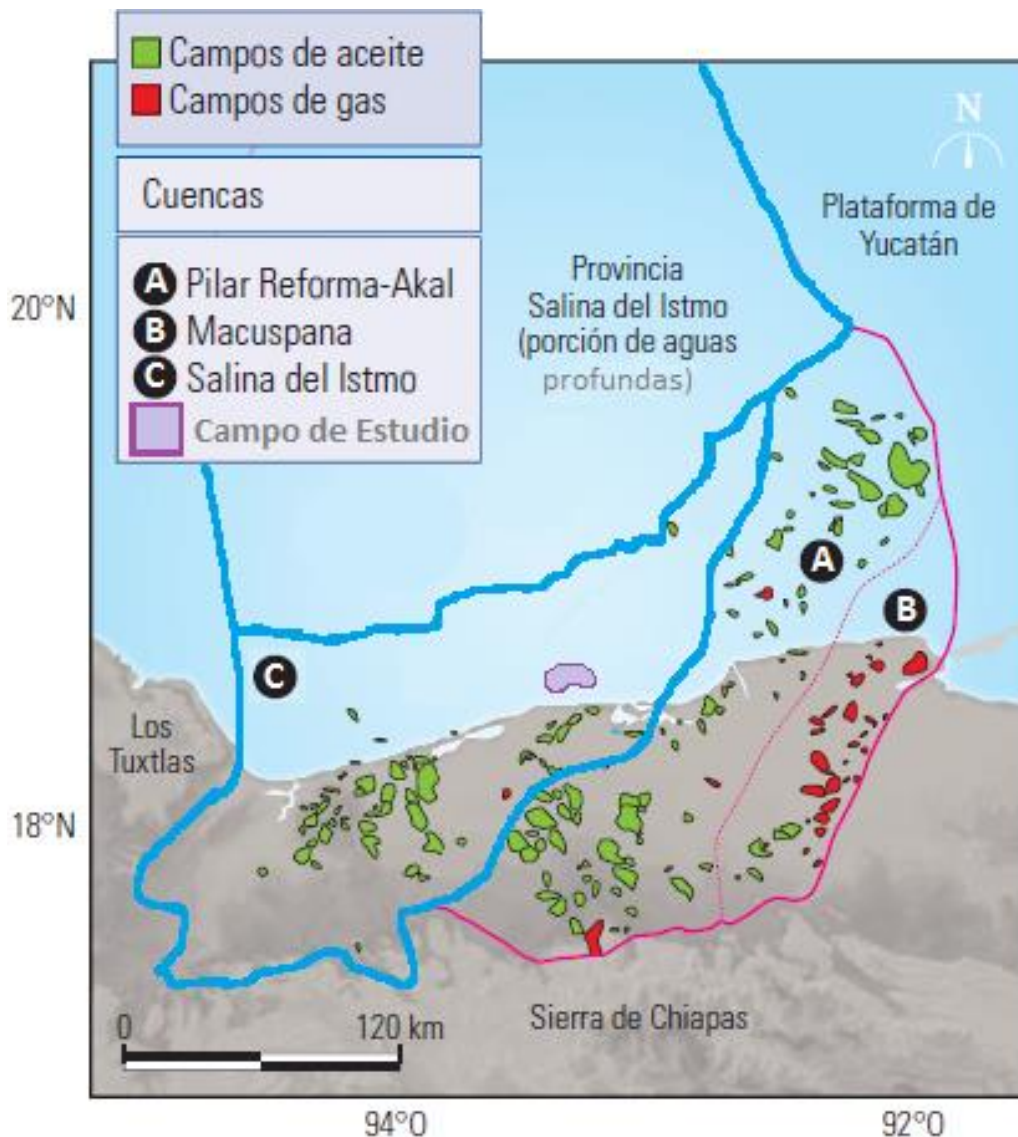 Campos de aceite
Campos de gas
Cuencas
A Pilar Reforma-Akal
B Macuspana
C Salina del Istmo
Campo de Estudio
N
Plataforma de
Yucatán
Provincia
Salina del Istmo
(porción de aguas
profundas)
20°N
A
B
C
Los
Tuxtlas
18°N
Sierra de Chiapas
0 120 km
94°O 92°O